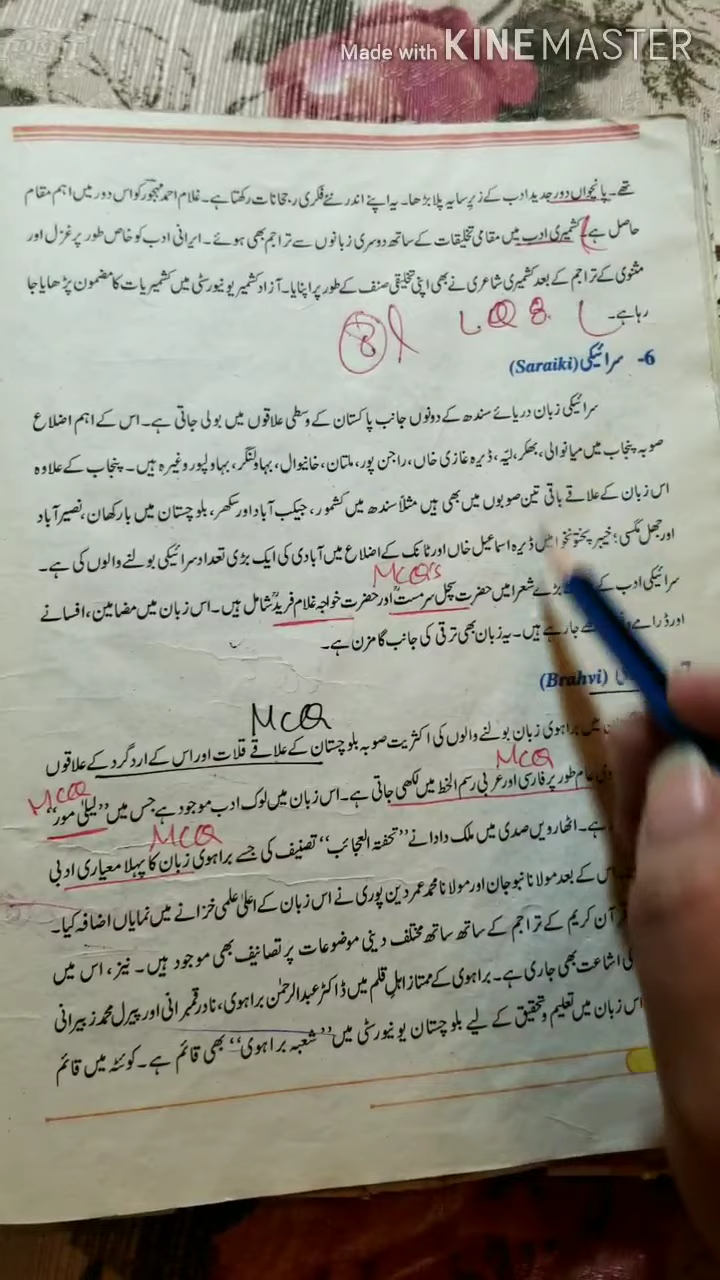 Made with KINEMASTER
تھے۔ پانچواں دور جدید ادب کے زیرِ سایہ پلا بڑھا۔ یہ اپنے اندر نئے فکری رجحانات رکھتا ہے۔ غلام احمد مہجور کو اس دور میں اہم مقام
حاصل ہے۔ کشمیری ادب میں مقامی تخلیقات کے ساتھ دوسری زبانوں سے تراجم بھی ہوئے۔ ایرانی ادب کو خاص طور پر غزل اور
مثنوی کے تراجم کے بعد کشمیری شاعری نے بھی اپنی تخلیقی صنف کے طور پر اپنایا۔ آزاد کشمیر یونیورسٹی میں کشمیریات کا مضمون پڑھایا جا
رہا ہے۔
L Q 8.
8
6- سرائیکی (Saraiki)
سرائیکی زبان دریائے سندھ کے دونوں جانب پاکستان کے وسطی علاقوں میں بولی جاتی ہے۔ اس کے اہم اضلاع
صوبہ پنجاب میں میانوالی، بھکر، لیّہ، ڈیرہ غازی خاں، راجن پور، ملتان، خانیوال، بہاولنگر، بہاولپور وغیرہ ہیں۔ پنجاب کے علاوہ
اس زبان کے علاقے باقی تین صوبوں میں بھی ہیں مثلاً سندھ میں کشمور، جیکب آباد اور سکھر، بلوچستان میں بارکھان، نصیر آباد
اور جھل مگسی؛ خیبر پختونخوا میں ڈیرہ اسماعیل خاں اور ٹانک کے اضلاع میں آبادی کی ایک بڑی تعداد سرائیکی بولنے والوں کی ہے۔
MCQ's
سرائیکی ادب کے بڑے شعرا میں حضرت سچل سرمستؒ اور حضرت خواجہ غلام فریدؒ شامل ہیں۔ اس زبان میں مضامین، افسانے
اور ڈرامے جا رہے ہیں۔ یہ زبان بھی ترقی کی جانب گامزن ہے۔
(Brahvi)
MCQ
میں براہوی زبان بولنے والوں کی اکثریت صوبہ بلوچستان کے علاقے قلات اور اس کے اردگرد کے علاقوں
MCQ
عام طور پر فارسی اور عربی رسم الخط میں لکھی جاتی ہے۔ اس زبان میں لوک ادب موجود ہے جس میں ”لیلیٰ مور“
MCQ
MCQ
ہے۔ اٹھارویں صدی میں ملک داد نے ”تحفۃ العجائب“ تصنیف کی جسے براہوی زبان کا پہلا معیاری ادبی
اس کے بعد مولانا نبو جان اور مولانا محمد عمر دین پوری نے اس زبان کے اعلیٰ علمی خزانے میں نمایاں اضافہ کیا۔
قرآن کریم کے تراجم کے ساتھ ساتھ مختلف دینی موضوعات پر تصانیف بھی موجود ہیں۔ نیز، اس میں
کی اشاعت بھی جاری ہے۔ براہوی کے ممتاز اہلِ قلم میں ڈاکٹر عبدالرحمٰن براہوی، نادر قمبرانی اور پیرل محمد زبیرانی
اس زبان میں تعلیم و تحقیق کے لیے بلوچستان یونیورسٹی میں ”شعبہ براہوی“ بھی قائم ہے۔ کوئٹہ میں قائم